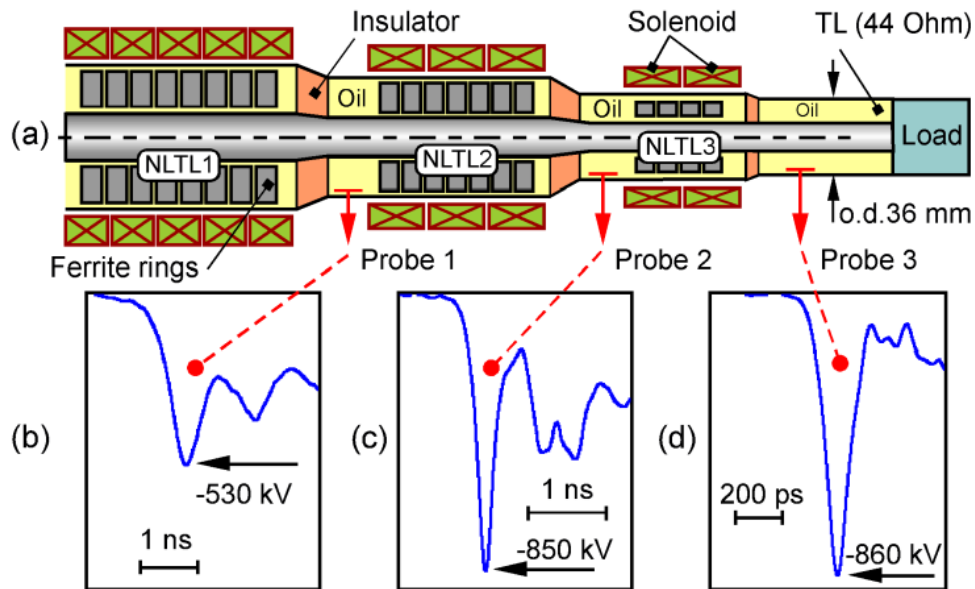 Insulator
Solenoid
TL (44 Ohm)
(a)
Oil
Oil
Oil
Load
NLTL1
NLTL2
NLTL3
o.d.36 mm
Ferrite rings
Probe 1
Probe 2
Probe 3
(b)
-530 kV
1 ns
(c)
1 ns
-850 kV
(d)
200 ps
-860 kV